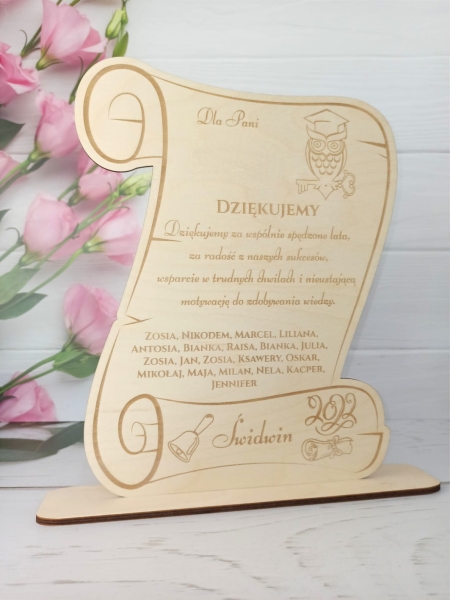 Dla Pani
DZIĘKUJEMY
Dziękujemy za wspólnie spędzone lata,
za radość z naszych sukcesów,
wsparcie w trudnych chwilach i nieustającą
motywację do zdobywania wiedzy.
ZOSIA, NIKODEM, MARCEL, LILIANA,
ANTOSIA, BIANKA, RAISA, BIANKA, JULIA,
ZOSIA, JAN, ZOSIA, KSAWERY, OSKAR,
MIKOŁAJ, MAJA, MILAN, NELA, KACPER,
JENNIFER
Świdwin 2022